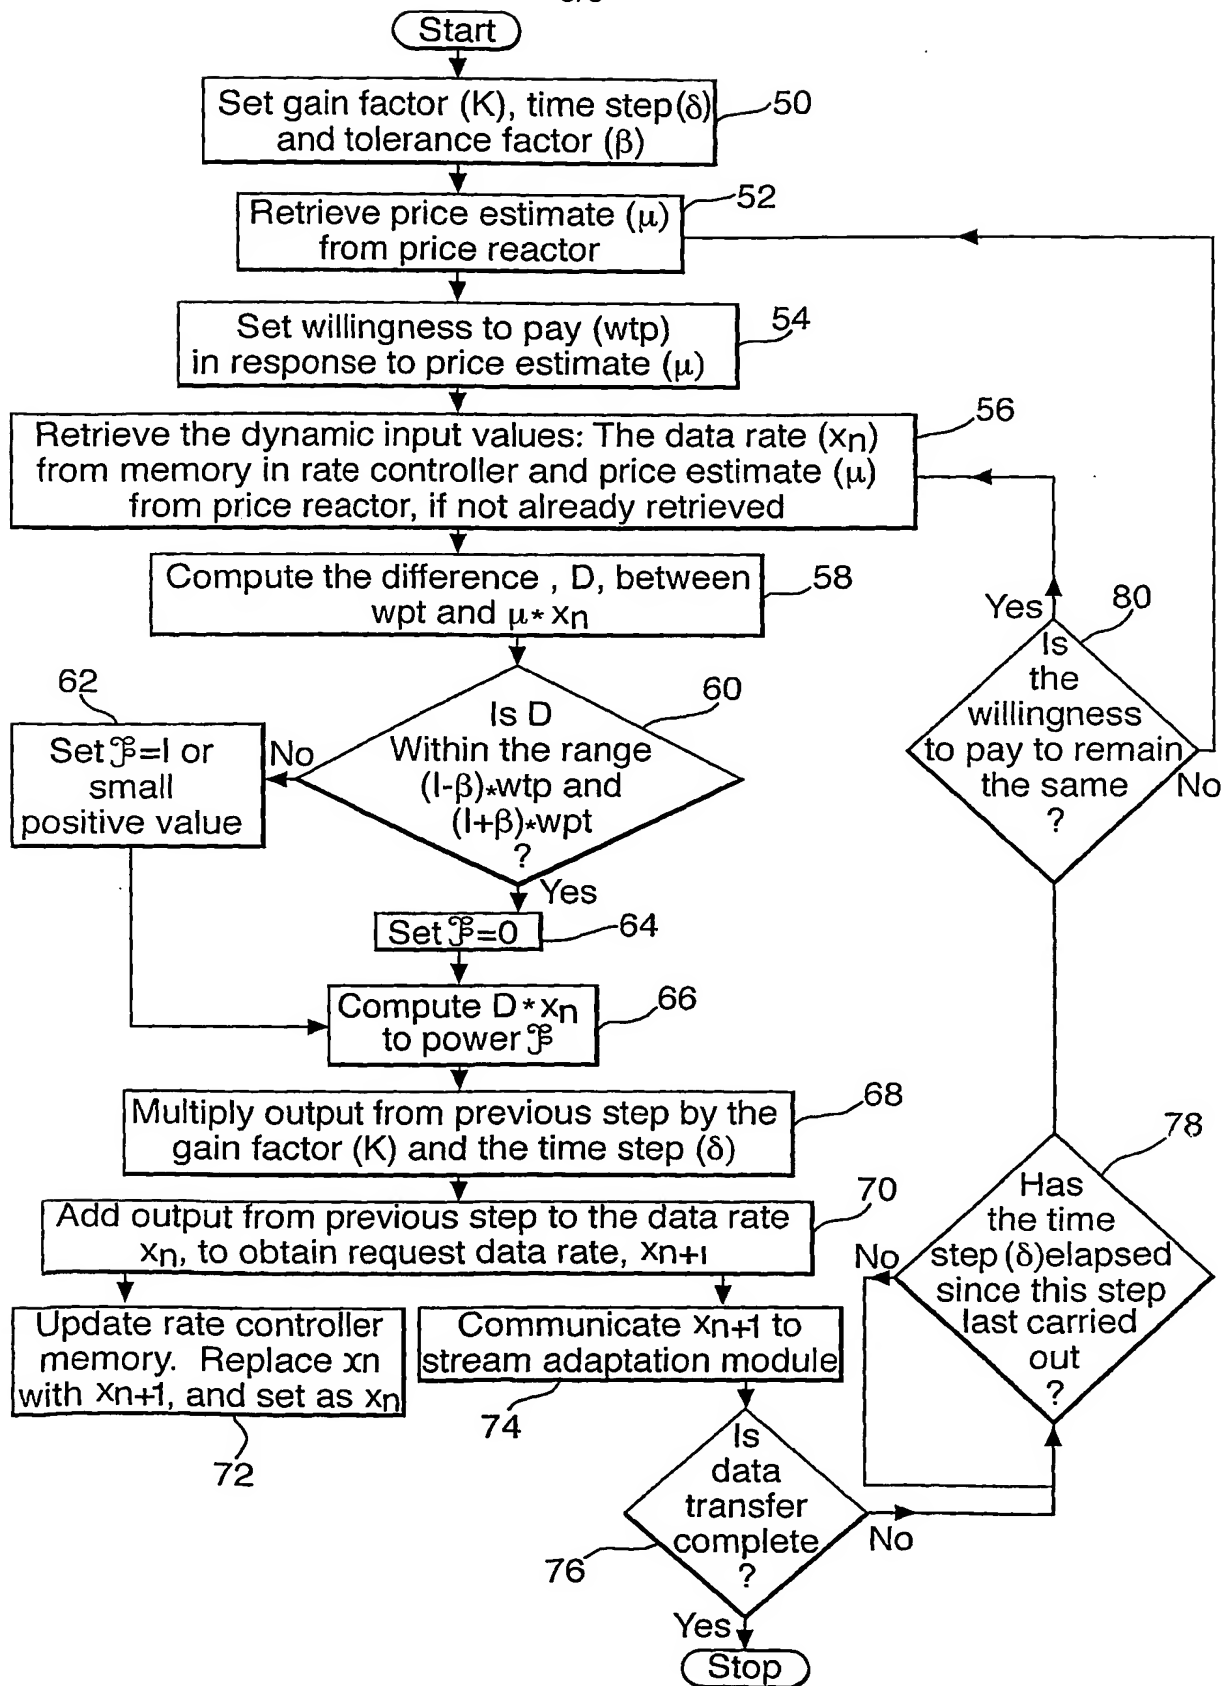 Start
Set gain factor (K), time step(δ)
and tolerance factor (β)
50
Retrieve price estimate (μ)
from price reactor
52
Set willingness to pay (wtp)
in response to price estimate (μ)
54
Retrieve the dynamic input values: The data rate (xn)
from memory in rate controller and price estimate (μ)
from price reactor, if not already retrieved
56
Compute the difference , D, between
wpt and μ* xn
58
Is D
Within the range
(I-β)*wtp and
(I+β)*wpt
?
60
No
Yes
62
Set 𝔓=I or
small
positive value
Set 𝔓=0
64
Compute D*xn
to power 𝔓
66
Multiply output from previous step by the
gain factor (K) and the time step (δ)
68
Add output from previous step to the data rate
xn, to obtain request data rate, xn+1
70
Update rate controller
memory. Replace xn
with xn+1, and set as xn
72
Communicate xn+1 to
stream adaptation module
74
Is
data
transfer
complete
?
76
No
Yes
Stop
Has
the time
step (δ)elapsed
since this step
last carried
out
?
78
No
Is
the
willingness
to pay to remain
the same
?
80
Yes
No